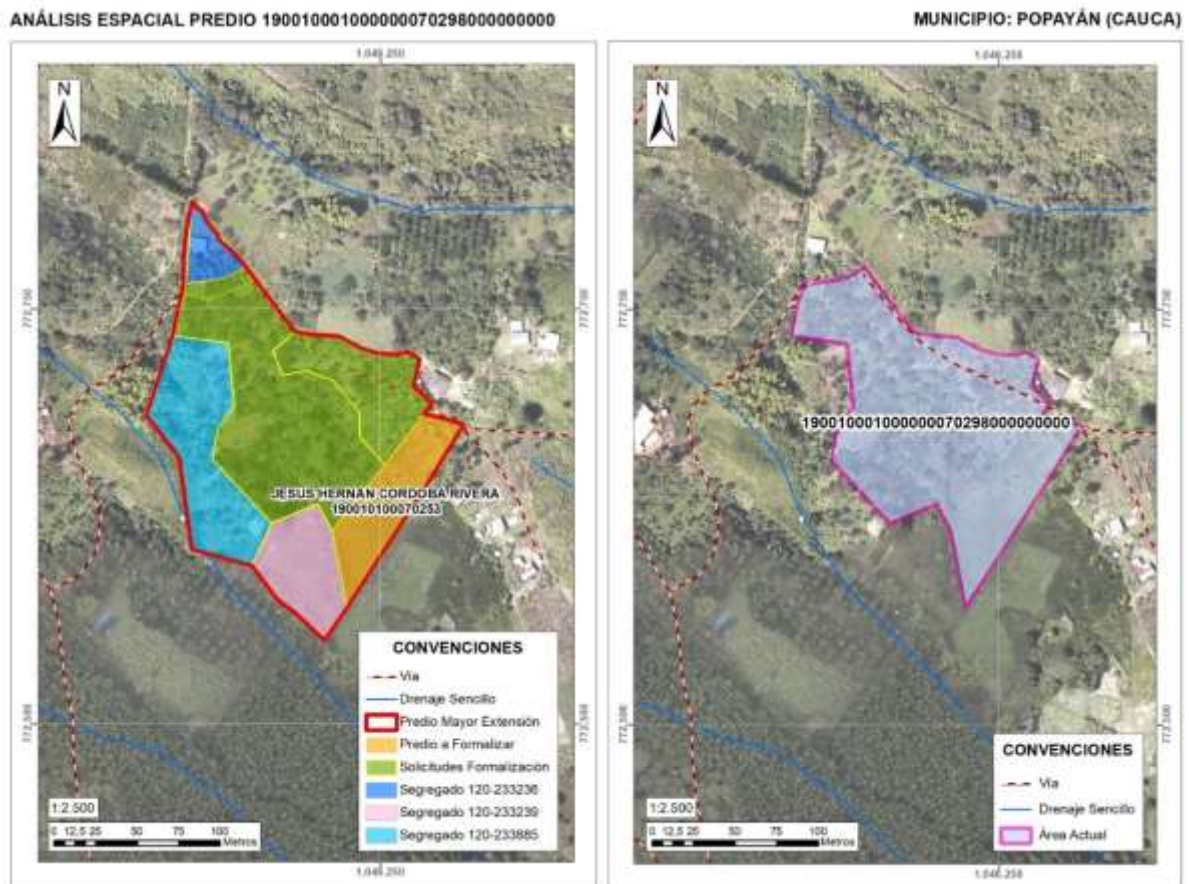 ANÁLISIS ESPACIAL PREDIO 190010001000000070298000000000
MUNICIPIO: POPAYÁN (CAUCA)
1.046.250
N
772.750
772.750
JESUS HERNAN CORDOBA RIVERA
190010100070253
772.500
772.500
CONVENCIONES
Vía
Drenaje Sencillo
Predio Mayor Extensión
Predio a Formalizar
Solicitudes Formalización
Segregado 120-233236
Segregado 120-233239
Segregado 120-233885
1:2.500
0 12,5 25 50 75 100
Metros
1.046.250
1.046.250
N
772.750
772.750
190010001000000070298000000000
772.500
772.500
CONVENCIONES
Vía
Drenaje Sencillo
Área Actual
1:2.500
0 12,5 25 50 75 100
Metros
1.046.250